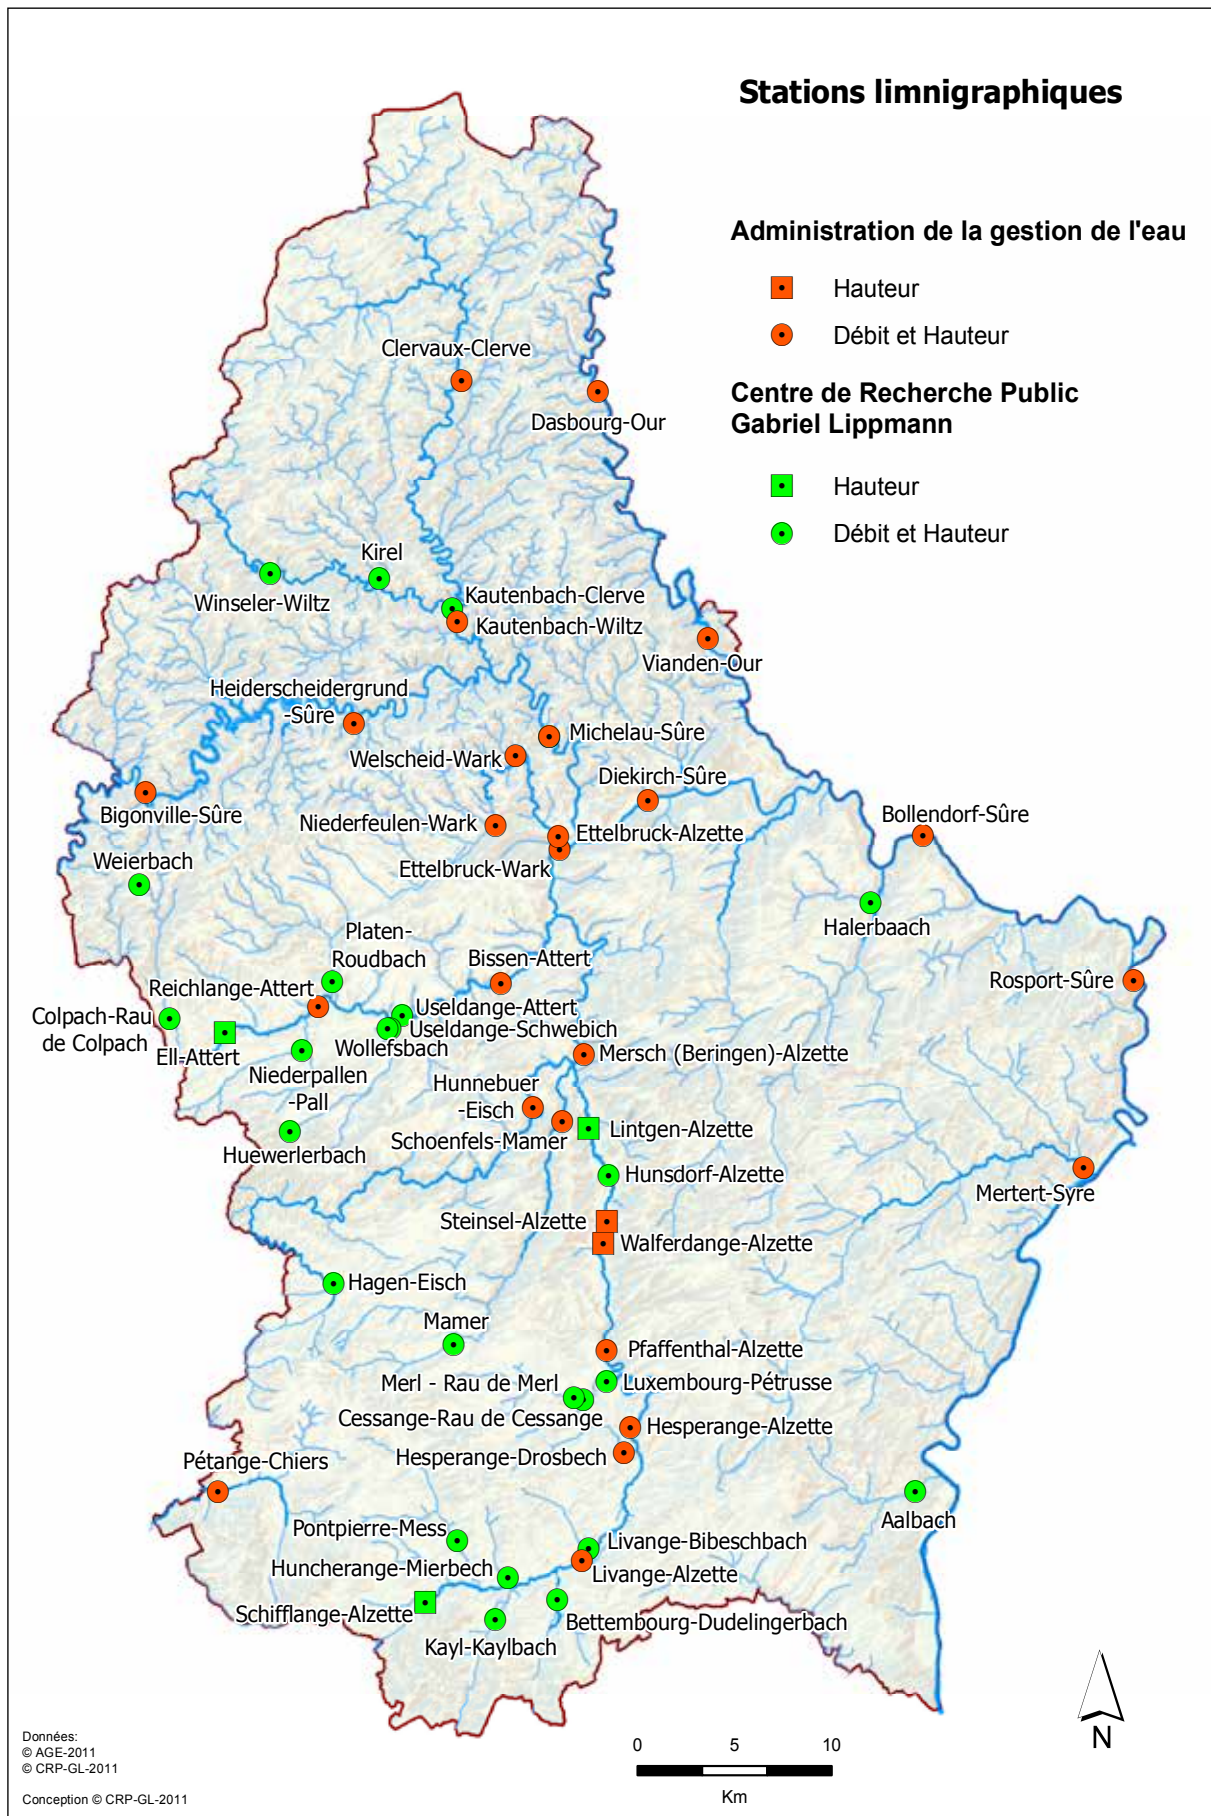 Stations limnigraphiques
Administration de la gestion de l'eau
Hauteur
Débit et Hauteur
Centre de Recherche Public
Gabriel Lippmann
Hauteur
Débit et Hauteur
Clervaux-Clerve
Dasbourg-Our
Kirel
Winseler-Wiltz
Kautenbach-Clerve
Kautenbach-Wiltz
Vianden-Our
Heiderscheidergrund
-Sûre
Michelau-Sûre
Welscheid-Wark
Diekirch-Sûre
Bigonville-Sûre
Niederfeulen-Wark
Ettelbruck-Alzette
Bollendorf-Sûre
Weierbach
Ettelbruck-Wark
Halerbaach
Platen-
Roudbach
Bissen-Attert
Reichlange-Attert
Rosport-Sûre
Colpach-Rau
de Colpach
Useldange-Attert
Useldange-Schwebich
Ell-Attert
Wollefsbach
Mersch (Beringen)-Alzette
Niederpallen
-Pall
Hunnebuer
-Eisch
Schoenfels-Mamer
Lintgen-Alzette
Huewerlerbach
Hunsdorf-Alzette
Mertert-Syre
Steinsel-Alzette
Walferdange-Alzette
Hagen-Eisch
Mamer
Pfaffenthal-Alzette
Merl - Rau de Merl
Luxembourg-Pétrusse
Cessange-Rau de Cessange
Hesperange-Alzette
Hesperange-Drosbech
Pétange-Chiers
Aalbach
Pontpierre-Mess
Livange-Bibeschbach
Huncherange-Mierbech
Livange-Alzette
Schifflange-Alzette
Bettembourg-Dudelingerbach
Kayl-Kaylbach
N
Données:
© AGE-2011
© CRP-GL-2011
Conception © CRP-GL-2011
0 5 10
Km